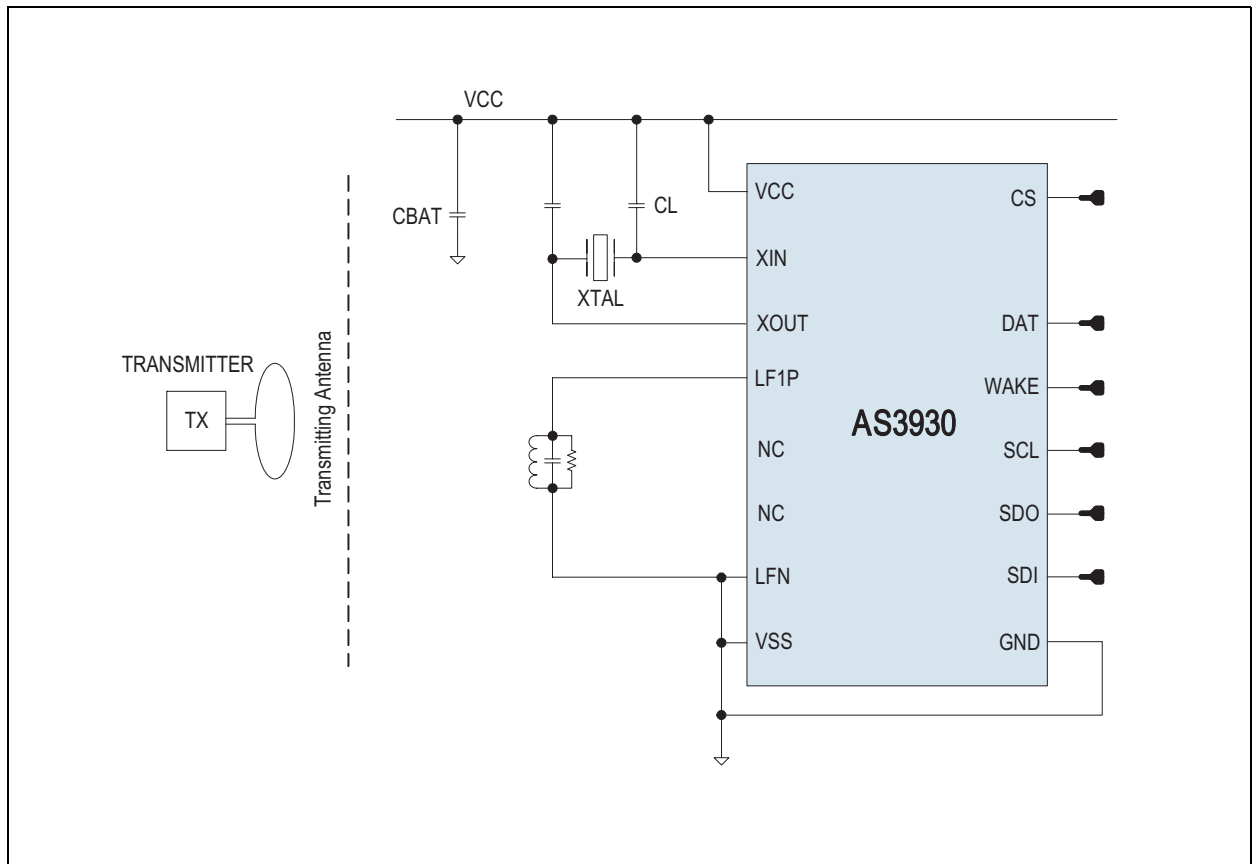 VCC
CBAT
CL
XTAL
TRANSMITTER
TX
Transmitting Antenna
VCC
XIN
XOUT
LF1P
NC
NC
LFN
VSS
AS3930
CS
DAT
WAKE
SCL
SDO
SDI
GND